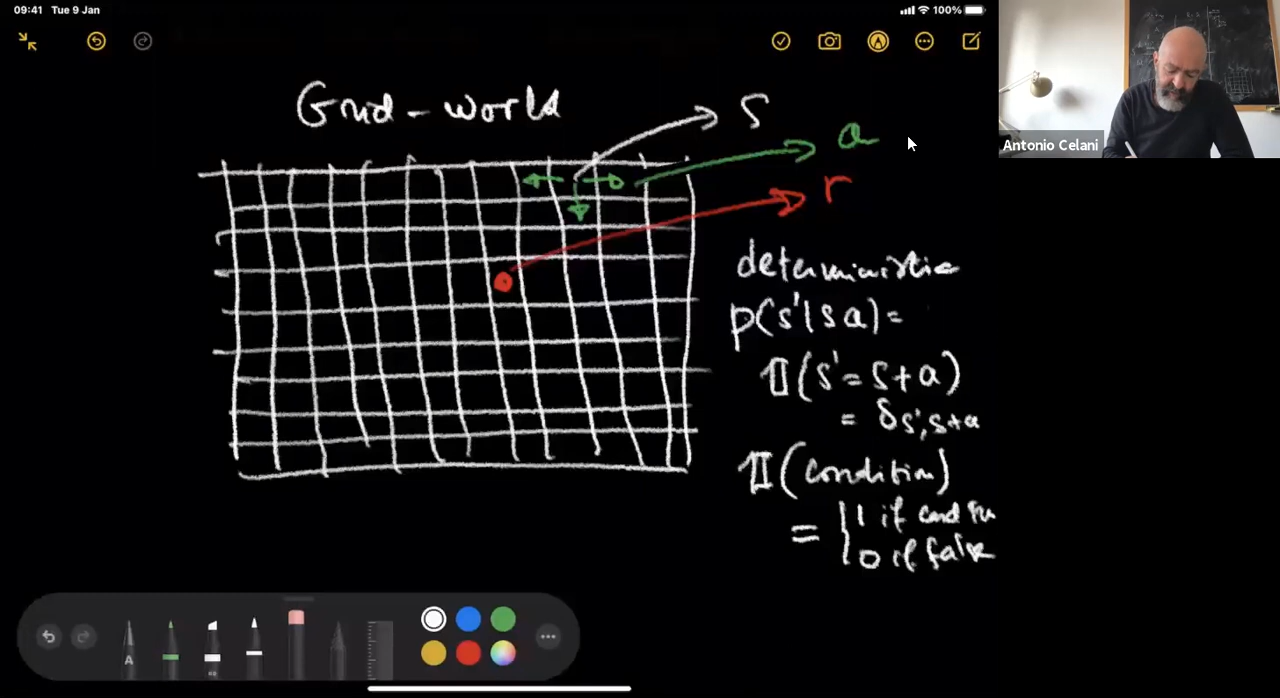 09:41 Tue 9 Jan
100%
Grid-world
s
a
r
Antonio Celani
deterministic
p(s'|s a) =
𝟙(s' = s+a)
= δs', s+a
𝟙(condition)
= { 1 if cond
0 if false
A
80